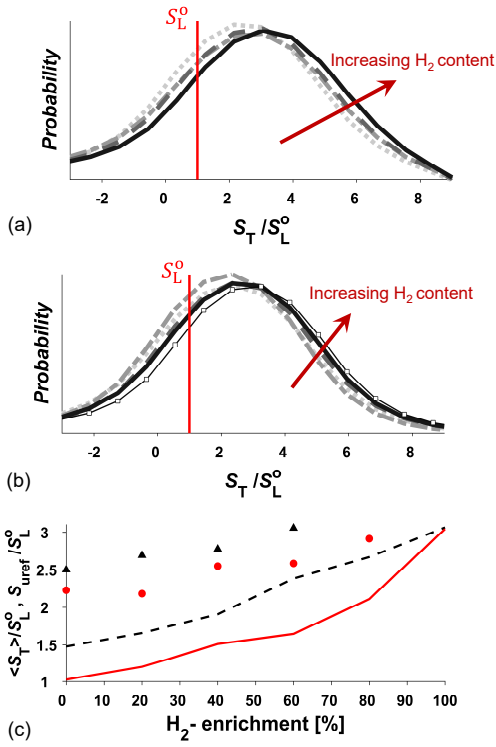 Probability
S_L^o
Increasing H₂ content
-2 0 2 4 6 8
S_T /S_L^o
(a)
Probability
S_L^o
Increasing H₂ content
-2 0 2 4 6 8
S_T /S_L^o
(b)
<S_T>/S_L^o , S_uref /S_L^o
3
2.5
2
1.5
1
0 10 20 30 40 50 60 70 80 90 100
H₂- enrichment [%]
(c)